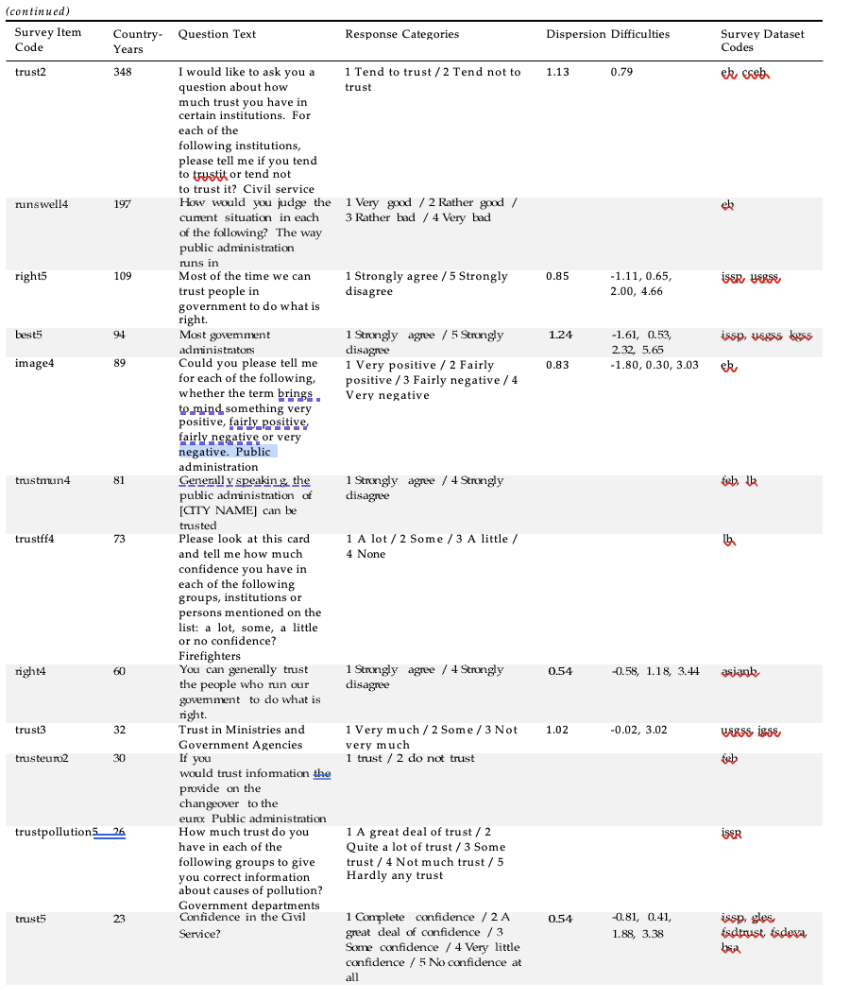 (continued)
Survey Item Code | Country-Years | Question Text | Response Categories | Dispersion | Difficulties | Survey Dataset Codes
trust2 348 I would like to ask you a 1 Tend to trust / 2 Tend not to 1.13 0.79 eb, cceb
question about how trust
much trust you have in
certain institutions. For
each of the
following institutions,
please tell me if you tend
to trustit or tend not
to trust it? Civil service
runswell4 197 How would you judge the 1 Very good / 2 Rather good / eb
current situation in each 3 Rather bad / 4 Very bad
of the following? The way
public administration
runs in
right5 109 Most of the time we can 1 Strongly agree / 5 Strongly 0.85 -1.11, 0.65, issp, usgss
trust people in disagree 2.00, 4.66
government to do what is
right.
best5 94 Most government 1 Strongly agree / 5 Strongly 1.24 -1.61, 0.53, issp, usgss kgss
administrators disagree 2.32, 5.65
image4 89 Could you please tell me 1 Very positive / 2 Fairly 0.83 -1.80, 0.30, 3.03 eb
for each of the following, positive / 3 Fairly negative / 4
whether the term brings Very negative
to mind something very
positive, fairly positive,
fairly negative or very
negative. Public
administration
trustmun4 81 Generally speaking, the 1 Strongly agree / 4 Strongly feb, lb
public administration of disagree
[CITY NAME] can be
trusted
trustff4 73 Please look at this card 1 A lot / 2 Some / 3 A little / lb
and tell me how much 4 None
confidence you have in
each of the following
groups, institutions or
persons mentioned on the
list: a lot, some, a little
or no confidence?
Firefighters
right4 60 You can generally trust 1 Strongly agree / 4 Strongly 0.54 -0.58, 1.18, 3.44 asianb
the people who run our disagree
government to do what is
right.
trust3 32 Trust in Ministries and 1 Very much / 2 Some / 3 Not 1.02 -0.02, 3.02 usgss, jgss
Government Agencies very much
trusteuro2 30 If you 1 trust / 2 do not trust feb
would trust information the
provide on the
changeover to the
euro: Public administration
trustpollution5 26 How much trust do you 1 A great deal of trust / 2 issp
have in each of the Quite a lot of trust / 3 Some
following groups to give trust / 4 Not much trust / 5
you correct information Hardly any trust
about causes of pollution?
Government departments
trust5 23 Confidence in the Civil 1 Complete confidence / 2 A 0.54 -0.81, 0.41, issp, gles,
Service? great deal of confidence / 3 1.88, 3.38 fsdtrust, fsdeva,
Some confidence / 4 Very little bsa
confidence / 5 No confidence at
all